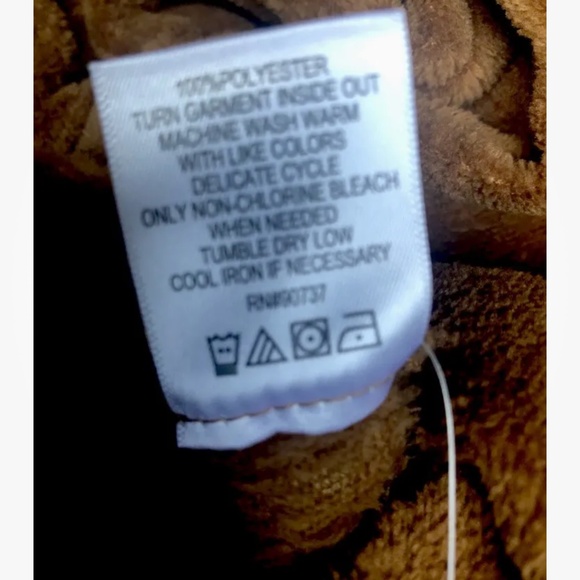 100%POLYESTER
TURN GARMENT INSIDE OUT
MACHINE WASH WARM
WITH LIKE COLORS
DELICATE CYCLE
ONLY NON-CHLORINE BLEACH
WHEN NEEDED
TUMBLE DRY LOW
COOL IRON IF NECESSARY
RN#90737